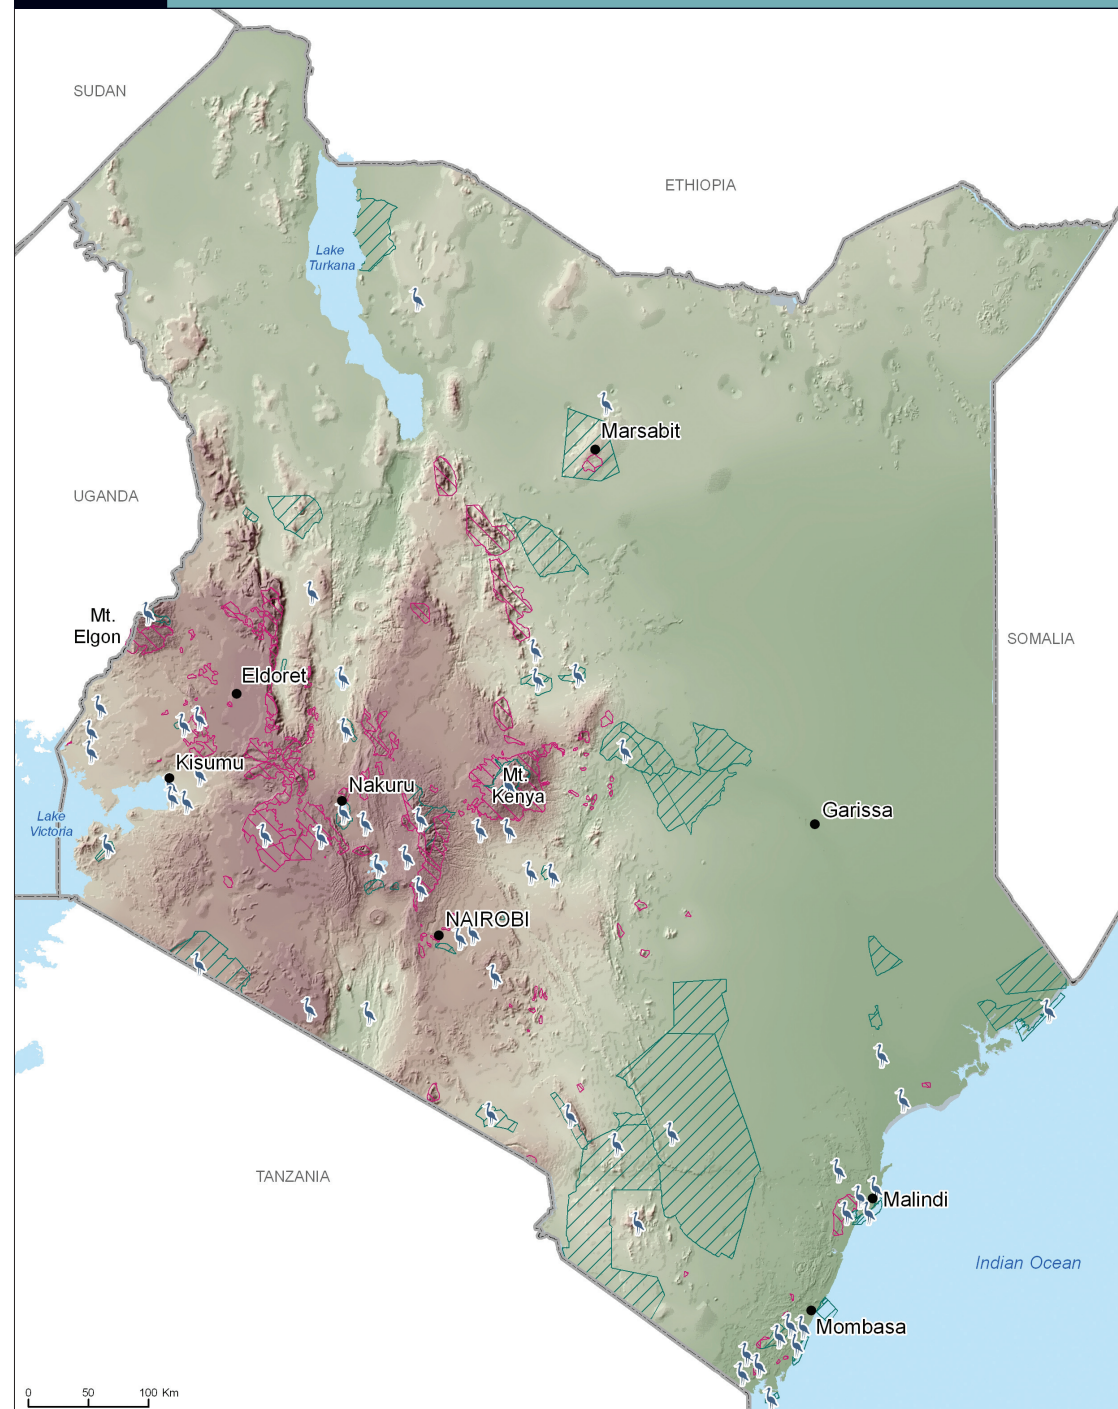 SUDAN
ETHIOPIA
Lake
Turkana
Marsabit
UGANDA
Mt.
Elgon
SOMALIA
Eldoret
Kisumu
Nakuru
Mt.
Kenya
Lake
Victoria
Garissa
NAIROBI
TANZANIA
Malindi
Indian Ocean
Mombasa
0 50 100 Km